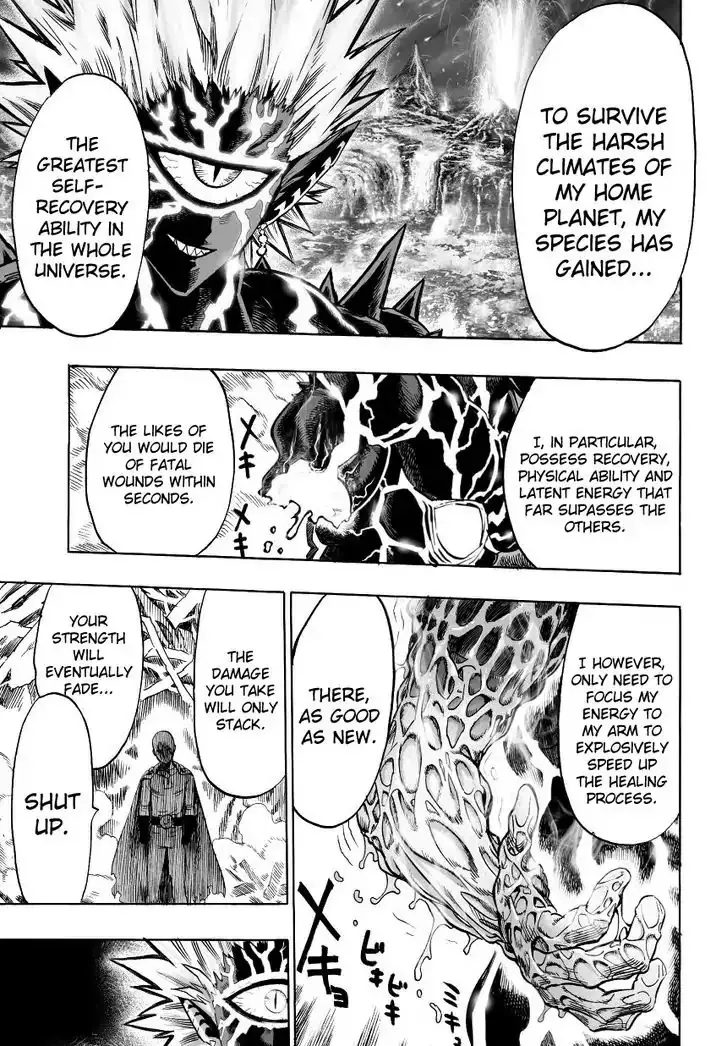 TO SURVIVE
THE HARSH
CLIMATES OF
MY HOME
PLANET, MY
SPECIES HAS
GAINED...
THE
GREATEST
SELF-
RECOVERY
ABILITY IN
THE WHOLE
UNIVERSE.
I, IN PARTICULAR,
POSSESS RECOVERY,
PHYSICAL ABILITY AND
LATENT ENERGY THAT
FAR SUPASSES THE
OTHERS.
メキメキ
THE LIKES OF
YOU WOULD DIE
OF FATAL
WOUNDS WITHIN
SECONDS.
I HOWEVER,
ONLY NEED TO
FOCUS MY
ENERGY TO
MY ARM TO
EXPLOSIVELY
SPEED UP
THE HEALING
PROCESS.
THERE,
AS GOOD
AS NEW.
メキョ
ビキビキ
THE
DAMAGE
YOU TAKE
WILL ONLY
STACK.
YOUR
STRENGTH
WILL
EVENTUALLY
FADE...
SHUT
UP.